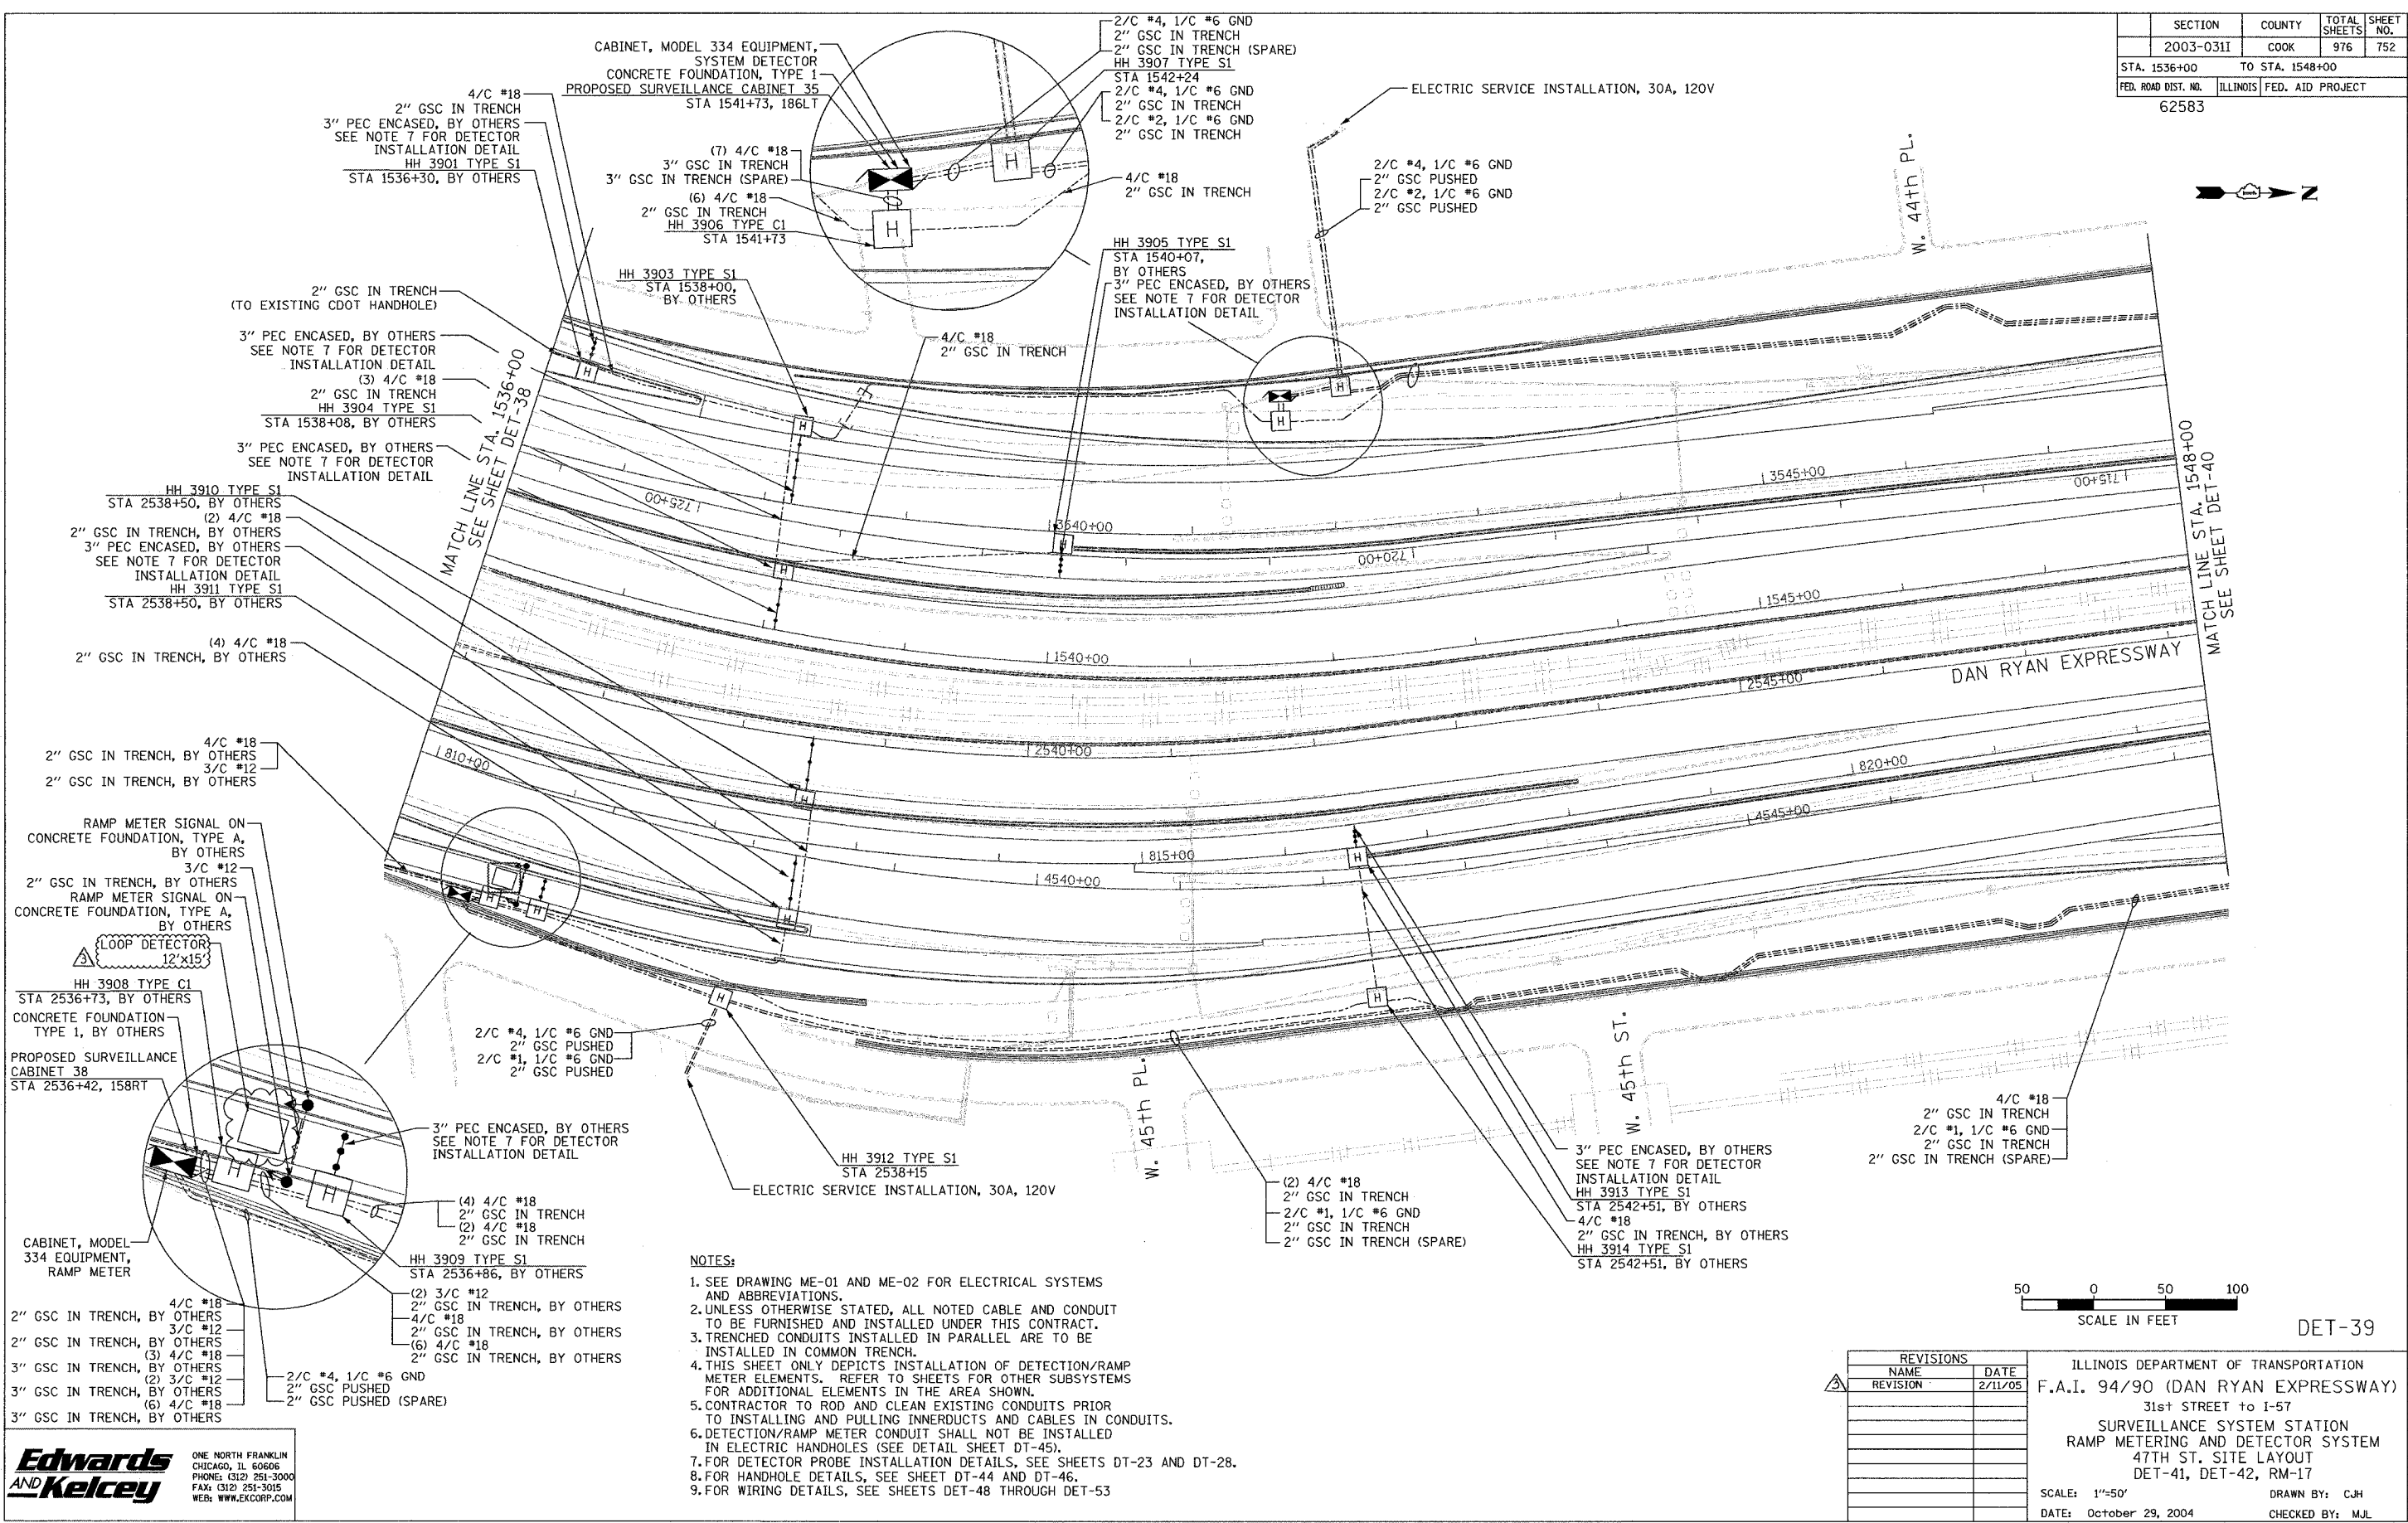 SECTION COUNTY TOTAL SHEETS SHEET NO.
2003-031I COOK 976 752
STA. 1536+00 TO STA. 1548+00
FED. ROAD DIST. NO. ILLINOIS FED. AID PROJECT
62583
CABINET, MODEL 334 EQUIPMENT,
SYSTEM DETECTOR
CONCRETE FOUNDATION, TYPE 1
PROPOSED SURVEILLANCE CABINET 35
STA 1541+73, 186LT
2/C #4, 1/C #6 GND
2" GSC IN TRENCH
2" GSC IN TRENCH (SPARE)
HH 3907 TYPE S1
STA 1542+24
2/C #4, 1/C #6 GND
2" GSC IN TRENCH
2/C #2, 1/C #6 GND
2" GSC IN TRENCH
ELECTRIC SERVICE INSTALLATION, 30A, 120V
4/C #18
2" GSC IN TRENCH
3" PEC ENCASED, BY OTHERS
SEE NOTE 7 FOR DETECTOR
INSTALLATION DETAIL
HH 3901 TYPE S1
STA 1536+30, BY OTHERS
(7) 4/C #18
3" GSC IN TRENCH
3" GSC IN TRENCH (SPARE)
(6) 4/C #18
2" GSC IN TRENCH
HH 3906 TYPE C1
STA 1541+73
H
H
4/C #18
2" GSC IN TRENCH
2/C #4, 1/C #6 GND
2" GSC PUSHED
2/C #2, 1/C #6 GND
2" GSC PUSHED
W. 44th PL.
N
HH 3905 TYPE S1
STA 1540+07,
BY OTHERS
3" PEC ENCASED, BY OTHERS
SEE NOTE 7 FOR DETECTOR
INSTALLATION DETAIL
HH 3903 TYPE S1
STA 1538+00,
BY OTHERS
2" GSC IN TRENCH
(TO EXISTING CDOT HANDHOLE)
4/C #18
2" GSC IN TRENCH
3" PEC ENCASED, BY OTHERS
SEE NOTE 7 FOR DETECTOR
INSTALLATION DETAIL
(3) 4/C #18
2" GSC IN TRENCH
HH 3904 TYPE S1
STA 1538+08, BY OTHERS
3" PEC ENCASED, BY OTHERS
SEE NOTE 7 FOR DETECTOR
INSTALLATION DETAIL
HH 3910 TYPE S1
STA 2538+50, BY OTHERS
(2) 4/C #18
2" GSC IN TRENCH, BY OTHERS
3" PEC ENCASED, BY OTHERS
SEE NOTE 7 FOR DETECTOR
INSTALLATION DETAIL
HH 3911 TYPE S1
STA 2538+50, BY OTHERS
(4) 4/C #18
2" GSC IN TRENCH, BY OTHERS
MATCH LINE STA. 1536+00
SEE SHEET DET-38
H
H
H
H
H
H
725+00
3540+00
720+00
3545+00
715+00
1540+00
1545+00
2540+00
2545+00
DAN RYAN EXPRESSWAY
MATCH LINE STA. 1548+00
SEE SHEET DET-40
810+00
815+00
820+00
4540+00
4545+00
H
H
H
H
H
H
H
4/C #18
2" GSC IN TRENCH, BY OTHERS
3/C #12
2" GSC IN TRENCH, BY OTHERS
RAMP METER SIGNAL ON
CONCRETE FOUNDATION, TYPE A,
BY OTHERS
3/C #12
2" GSC IN TRENCH, BY OTHERS
RAMP METER SIGNAL ON
CONCRETE FOUNDATION, TYPE A,
BY OTHERS
LOOP DETECTOR
12'x15'
3
HH 3908 TYPE C1
STA 2536+73, BY OTHERS
CONCRETE FOUNDATION
TYPE 1, BY OTHERS
PROPOSED SURVEILLANCE
CABINET 38
STA 2536+42, 158RT
CABINET, MODEL
334 EQUIPMENT,
RAMP METER
H
H
4/C #18
2" GSC IN TRENCH, BY OTHERS
3/C #12
2" GSC IN TRENCH, BY OTHERS
(3) 4/C #18
3" GSC IN TRENCH, BY OTHERS
(2) 3/C #12
3" GSC IN TRENCH, BY OTHERS
(6) 4/C #18
3" GSC IN TRENCH, BY OTHERS
2/C #4, 1/C #6 GND
2" GSC PUSHED
2/C #1, 1/C #6 GND
2" GSC PUSHED
3" PEC ENCASED, BY OTHERS
SEE NOTE 7 FOR DETECTOR
INSTALLATION DETAIL
(4) 4/C #18
2" GSC IN TRENCH
(2) 4/C #18
2" GSC IN TRENCH
HH 3909 TYPE S1
STA 2536+86, BY OTHERS
(2) 3/C #12
2" GSC IN TRENCH, BY OTHERS
4/C #18
2" GSC IN TRENCH, BY OTHERS
(6) 4/C #18
2" GSC IN TRENCH, BY OTHERS
2/C #4, 1/C #6 GND
2" GSC PUSHED
2" GSC PUSHED (SPARE)
HH 3912 TYPE S1
STA 2538+15
ELECTRIC SERVICE INSTALLATION, 30A, 120V
W. 45th PL.
(2) 4/C #18
2" GSC IN TRENCH
2/C #1, 1/C #6 GND
2" GSC IN TRENCH
2" GSC IN TRENCH (SPARE)
W. 45th ST.
3" PEC ENCASED, BY OTHERS
SEE NOTE 7 FOR DETECTOR
INSTALLATION DETAIL
HH 3913 TYPE S1
STA 2542+51, BY OTHERS
4/C #18
2" GSC IN TRENCH, BY OTHERS
HH 3914 TYPE S1
STA 2542+51, BY OTHERS
4/C #18
2" GSC IN TRENCH
2/C #1, 1/C #6 GND
2" GSC IN TRENCH
2" GSC IN TRENCH (SPARE)
NOTES:
1. SEE DRAWING ME-01 AND ME-02 FOR ELECTRICAL SYSTEMS
AND ABBREVIATIONS.
2. UNLESS OTHERWISE STATED, ALL NOTED CABLE AND CONDUIT
TO BE FURNISHED AND INSTALLED UNDER THIS CONTRACT.
3. TRENCHED CONDUITS INSTALLED IN PARALLEL ARE TO BE
INSTALLED IN COMMON TRENCH.
4. THIS SHEET ONLY DEPICTS INSTALLATION OF DETECTION/RAMP
METER ELEMENTS. REFER TO SHEETS FOR OTHER SUBSYSTEMS
FOR ADDITIONAL ELEMENTS IN THE AREA SHOWN.
5. CONTRACTOR TO ROD AND CLEAN EXISTING CONDUITS PRIOR
TO INSTALLING AND PULLING INNERDUCTS AND CABLES IN CONDUITS.
6. DETECTION/RAMP METER CONDUIT SHALL NOT BE INSTALLED
IN ELECTRIC HANDHOLES (SEE DETAIL SHEET DT-45).
7. FOR DETECTOR PROBE INSTALLATION DETAILS, SEE SHEETS DT-23 AND DT-28.
8. FOR HANDHOLE DETAILS, SEE SHEET DT-44 AND DT-46.
9. FOR WIRING DETAILS, SEE SHEETS DET-48 THROUGH DET-53
50 0 50 100
SCALE IN FEET
DET-39
REVISIONS
NAME DATE
3 REVISION 2/11/05
ILLINOIS DEPARTMENT OF TRANSPORTATION
F.A.I. 94/90 (DAN RYAN EXPRESSWAY)
31st STREET to I-57
SURVEILLANCE SYSTEM STATION
RAMP METERING AND DETECTOR SYSTEM
47TH ST. SITE LAYOUT
DET-41, DET-42, RM-17
SCALE: 1"=50' DRAWN BY: CJH
DATE: October 29, 2004 CHECKED BY: MJL
Edwards
AND Kelcey
ONE NORTH FRANKLIN
CHICAGO, IL 60606
PHONE: (312) 251-3000
FAX: (312) 251-3015
WEB: WWW.EKCORP.COM